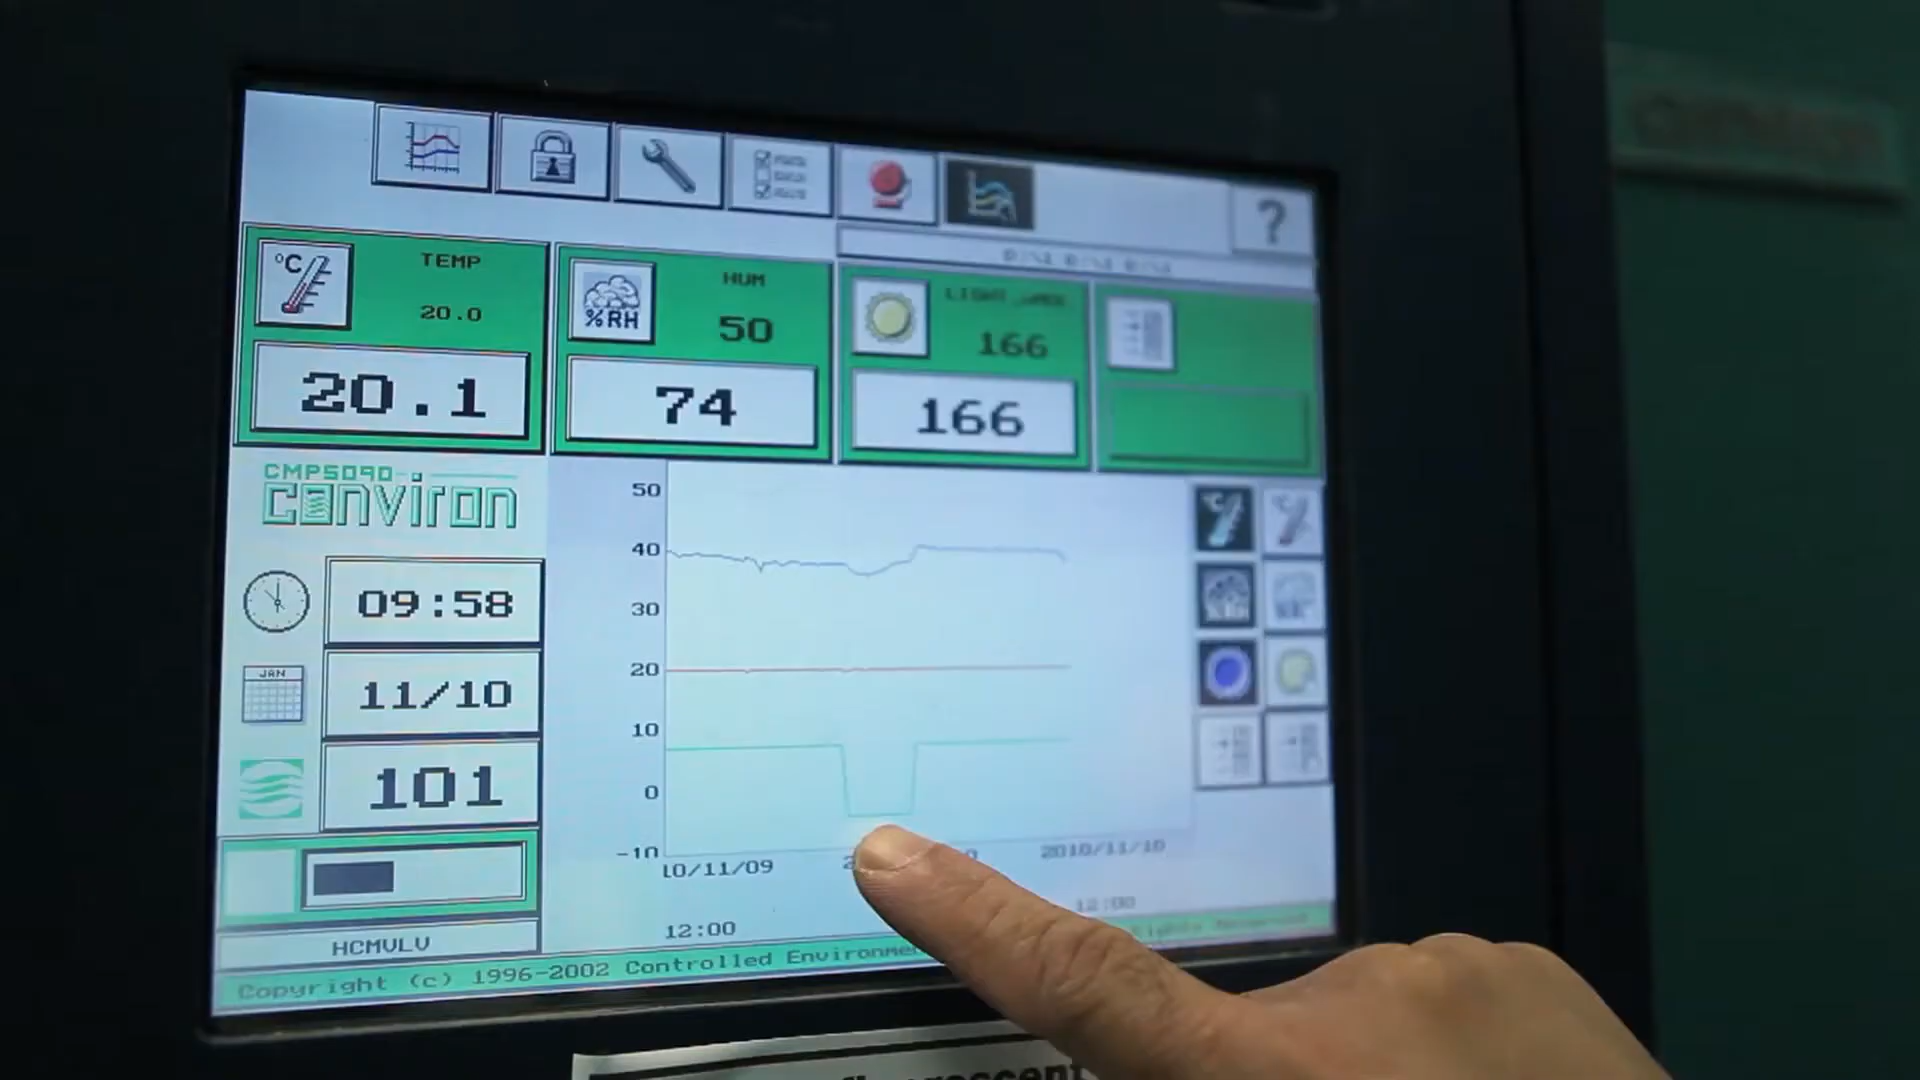 ?
°C
TEMP
20.0
20.1
%RH
HUM
50
74
166
166
CMP5090
conviron
09:58
JAN
11/10
101
HCMVLV
50
40
30
20
10
0
-10
10/11/09
2010/11/10
12:00
12:00
Copyright (c) 1996-2002 Controlled